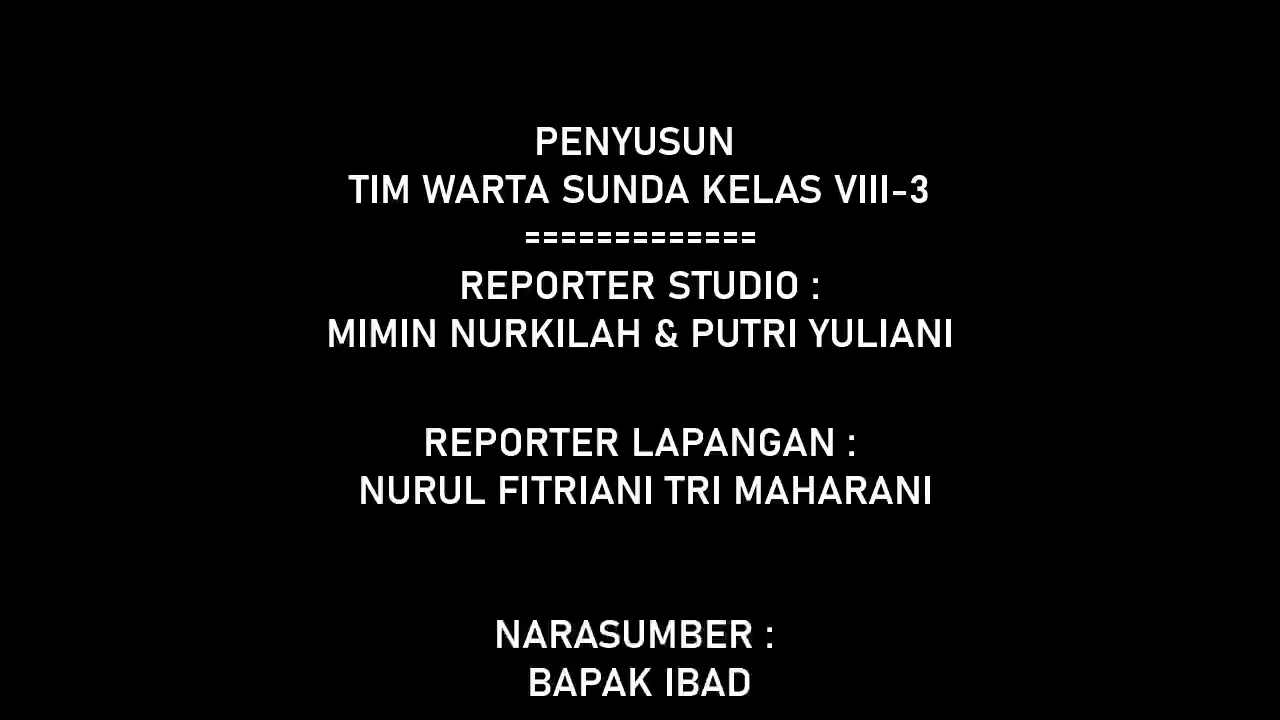 PENYUSUN
TIM WARTA SUNDA KELAS VIII-3
=============
REPORTER STUDIO :
MIMIN NURKILAH & PUTRI YULIANI
REPORTER LAPANGAN :
NURUL FITRIANI TRI MAHARANI
NARASUMBER :
BAPAK IBAD